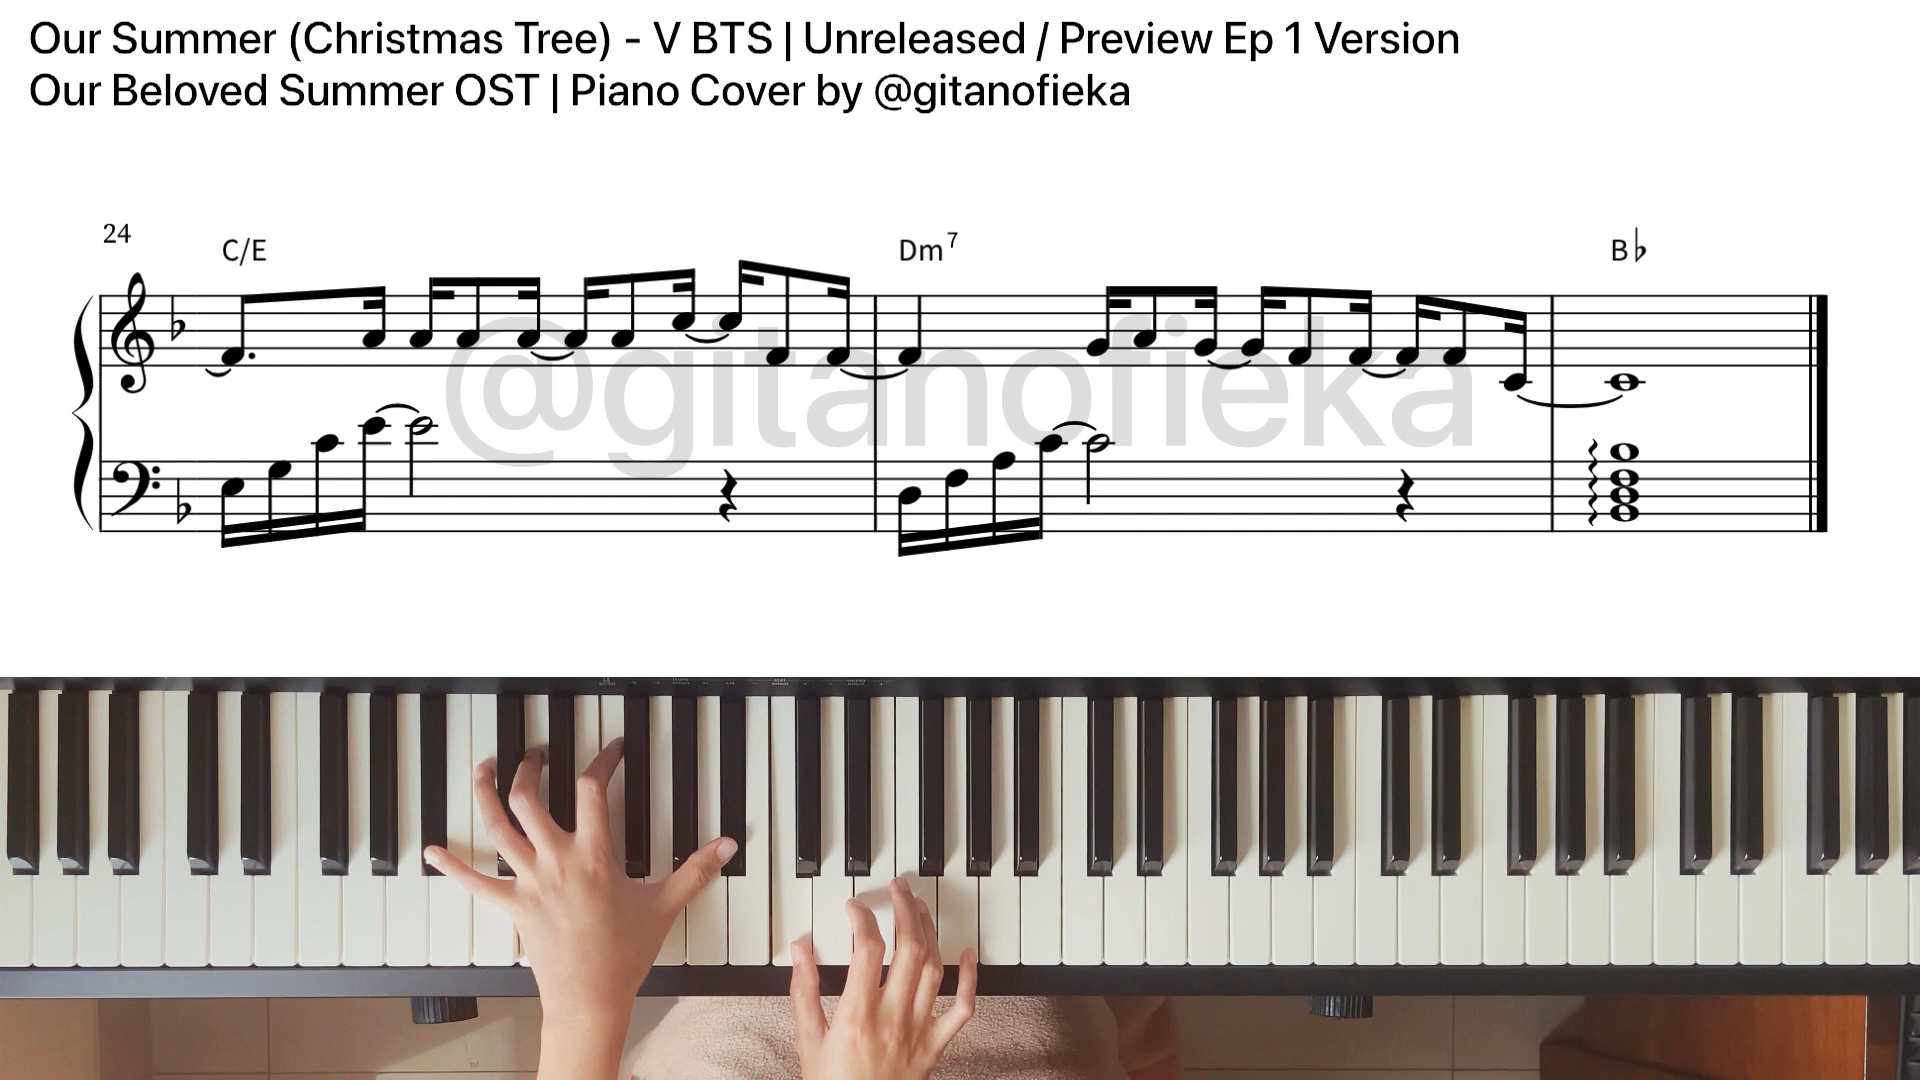 Our Summer (Christmas Tree) - V BTS | Unreleased / Preview Ep 1 Version
Our Beloved Summer OST | Piano Cover by @gitanofieka
24
C/E Dm7 B♭
@gitanofieka